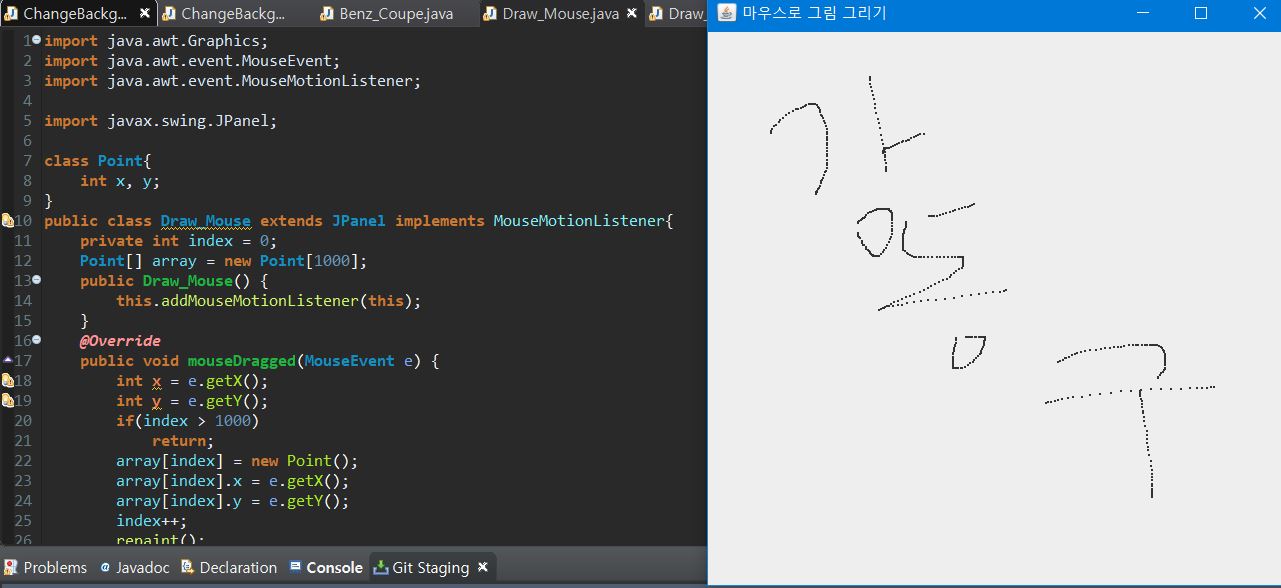 ChangeBackg...
ChangeBackg...
Benz_Coupe.java
Draw_Mouse.java
Draw_
마우스로 그림 그리기
1 import java.awt.Graphics;
2 import java.awt.event.MouseEvent;
3 import java.awt.event.MouseMotionListener;
4
5 import javax.swing.JPanel;
6
7 class Point{
8 int x, y;
9 }
10 public class Draw_Mouse extends JPanel implements MouseMotionListener{
11 private int index = 0;
12 Point[] array = new Point[1000];
13 public Draw_Mouse() {
14 this.addMouseMotionListener(this);
15 }
16 @Override
17 public void mouseDragged(MouseEvent e) {
18 int x = e.getX();
19 int y = e.getY();
20 if(index > 1000)
21 return;
22 array[index] = new Point();
23 array[index].x = e.getX();
24 array[index].y = e.getY();
25 index++;
26 repaint();
Problems @ Javadoc Declaration Console Git Staging
강동구